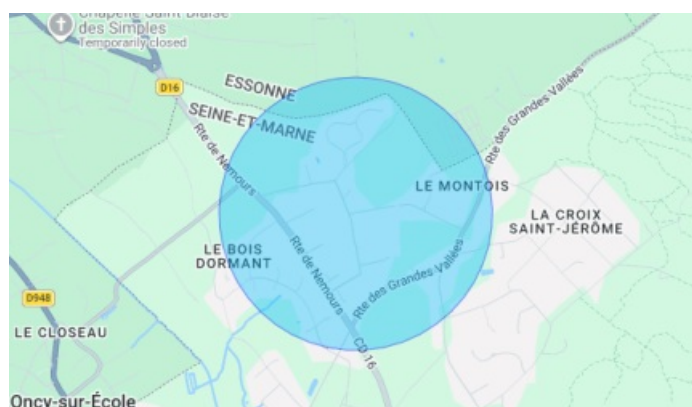 Chapelle Saint Blaise
des Simples
Temporarily closed
D16
ESSONNE
SEINE-ET-MARNE
Rte de Nemours
Rte des Grandes Vallées
LE MONTOIS
LA CROIX
SAINT-JÉRÔME
LE BOIS
DORMANT
Rte de Nemours
Rte des Grandes Vallées
D948
LE CLOSEAU
CD 16
Oncy-sur-École